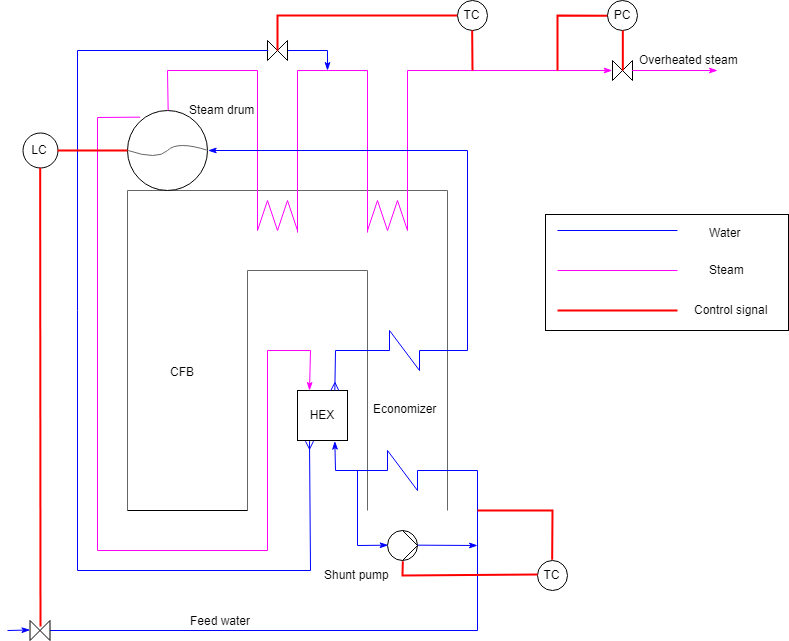 TC
PC
Overheated steam
Steam drum
LC
Water
Steam
Control signal
CFB
HEX
Economizer
Shunt pump
TC
Feed water